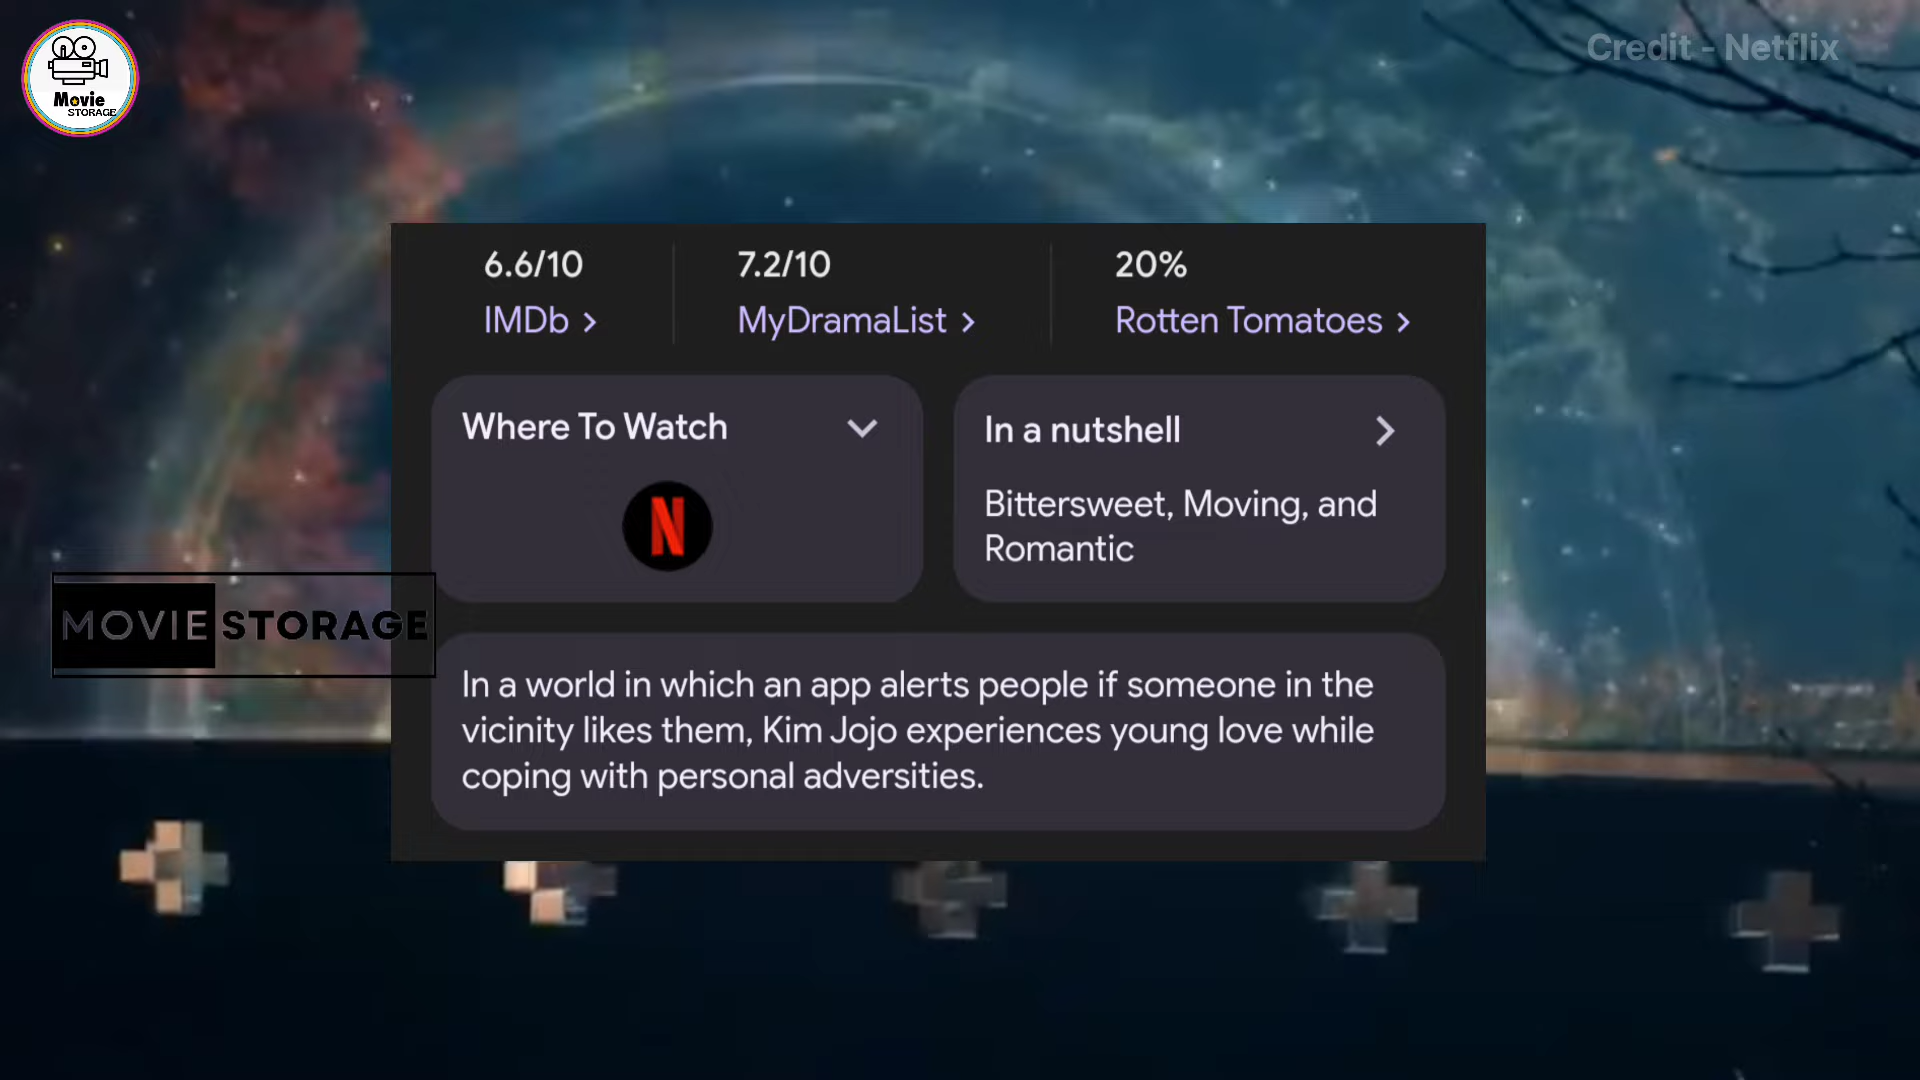 Movie
STORAGE
Credit - Netflix
6.6/10
IMDb >
7.2/10
MyDramaList >
20%
Rotten Tomatoes >
Where To Watch
N
In a nutshell
Bittersweet, Moving, and
Romantic
MOVIE STORAGE
In a world in which an app alerts people if someone in the
vicinity likes them, Kim Jojo experiences young love while
coping with personal adversities.